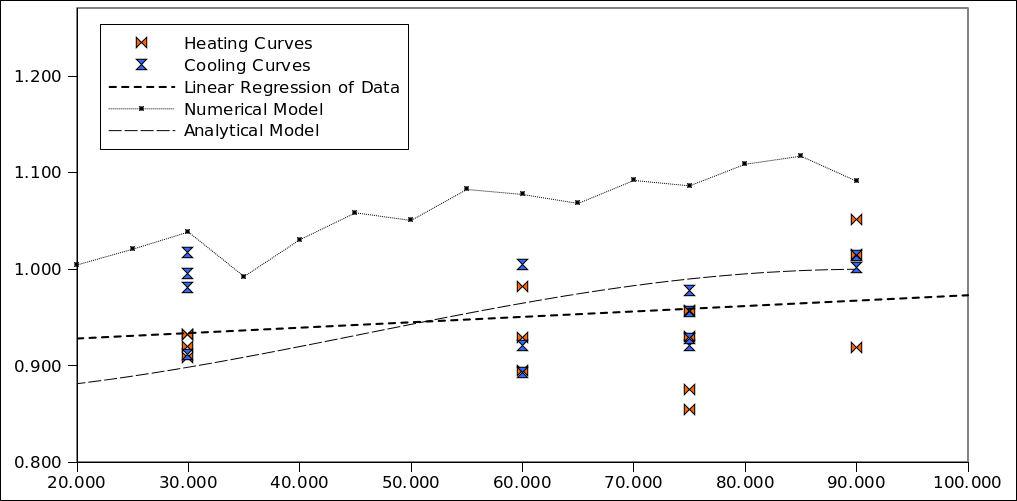 Heating Curves
Cooling Curves
Linear Regression of Data
Numerical Model
Analytical Model
1.200
1.100
1.000
0.900
0.800
20.000 30.000 40.000 50.000 60.000 70.000 80.000 90.000 100.000